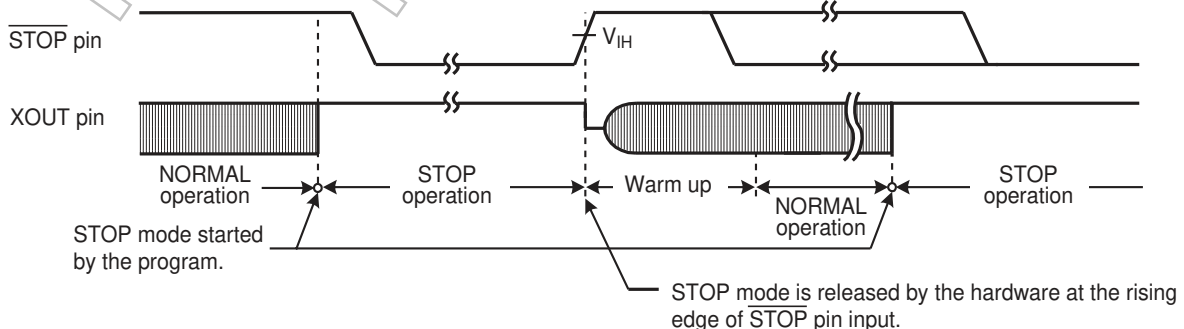 STOP pin
VIH
XOUT pin
NORMAL
operation
STOP
operation
Warm up
NORMAL
operation
STOP
operation
STOP mode started
by the program.
STOP mode is released by the hardware at the rising
edge of STOP pin input.